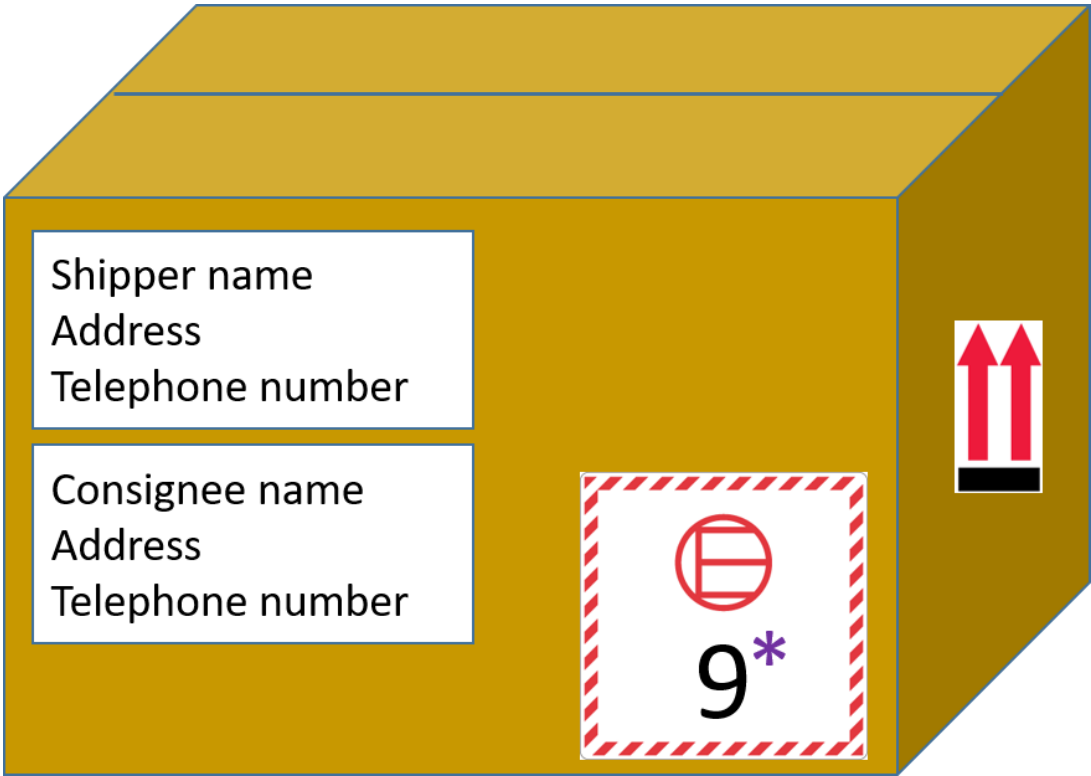 Shipper name
Address
Telephone number
Consignee name
Address
Telephone number
E
9*